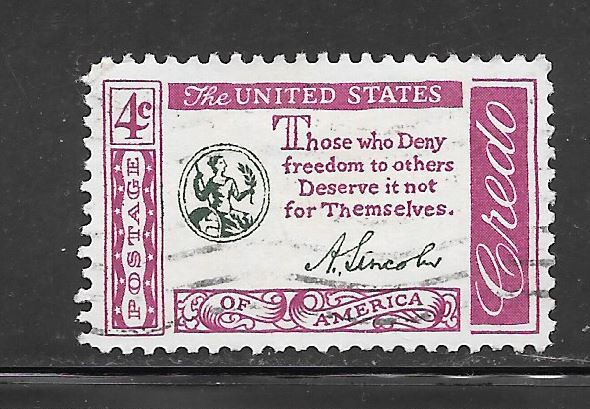 4c
The UNITED STATES
Those who Deny
freedom to others
Deserve it not
for Themselves.
A. Lincoln
POSTAGE
OF AMERICA
Credo